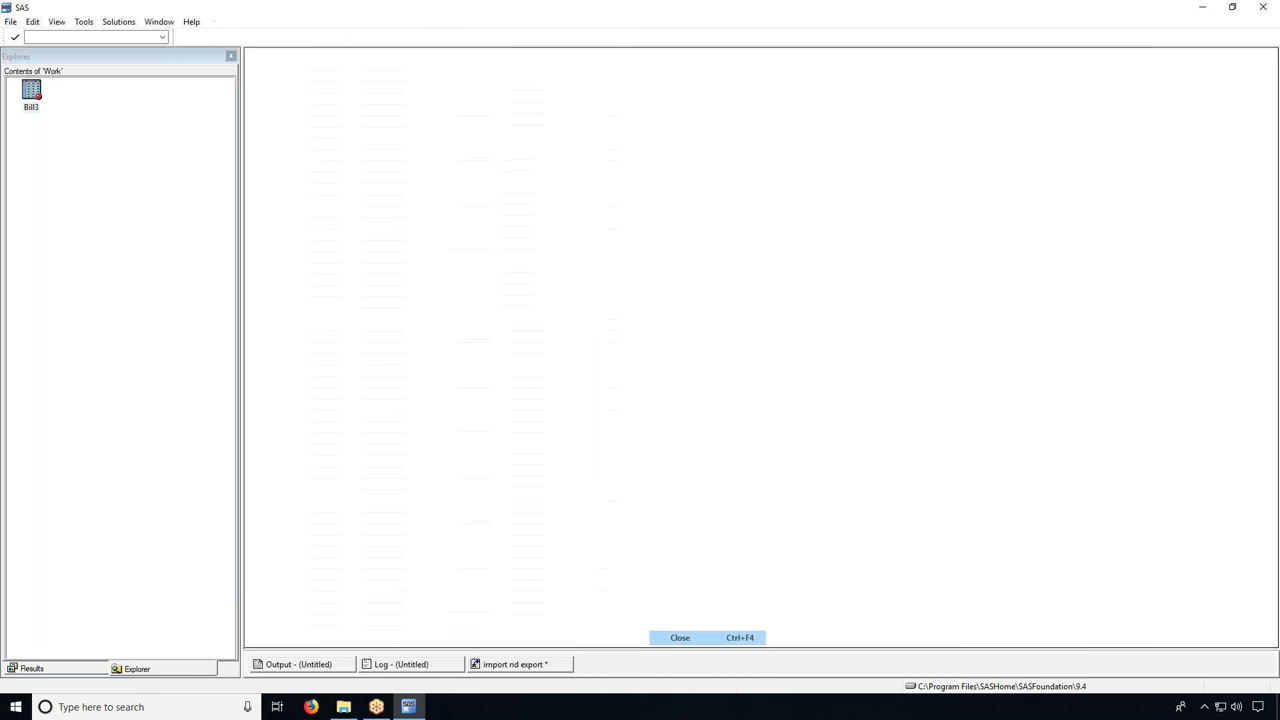 SAS
File Edit View Tools Solutions Window Help
Explorer
Contents of 'Work'
Bill3
Close Ctrl+F4
Results Explorer
Output - (Untitled) Log - (Untitled) import nd export *
C:\Program Files\SASHome\SASFoundation\9.4
Type here to search
SAS